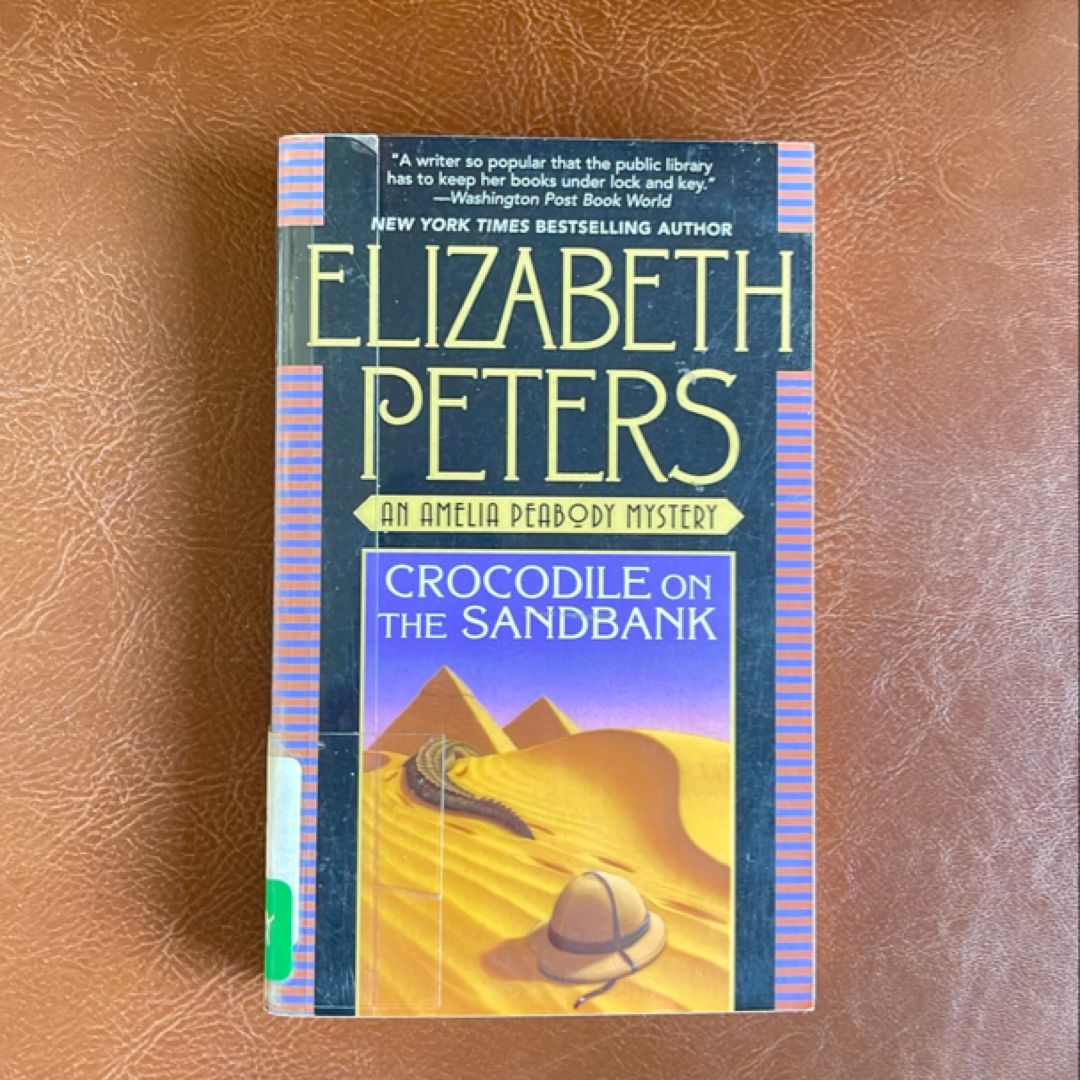 "A writer so popular that the public library
has to keep her books under lock and key."
—Washington Post Book World
NEW YORK TIMES BESTSELLING AUTHOR
ELIZABETH
PETERS
AN AMELIA PEABODY MYSTERY
CROCODILE ON
THE SANDBANK